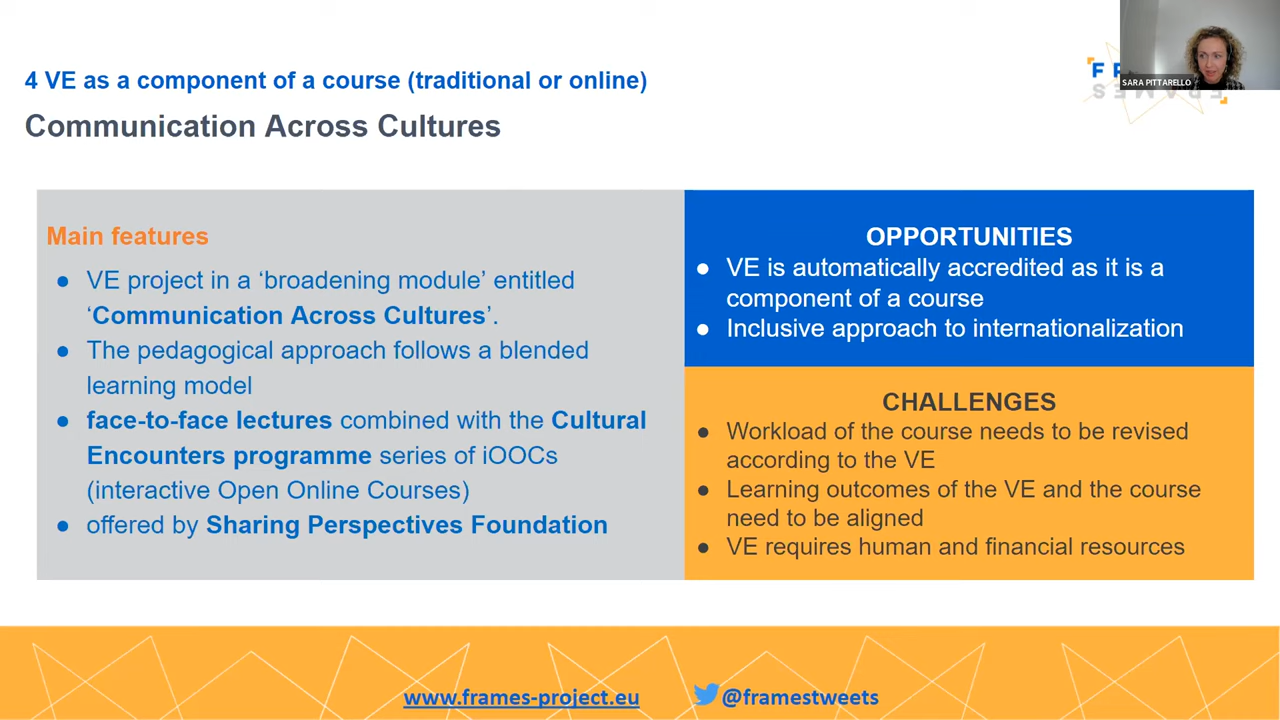 SARA PITTARELLO
4 VE as a component of a course (traditional or online)
Communication Across Cultures
Main features
● VE project in a ‘broadening module’ entitled
‘Communication Across Cultures’.
● The pedagogical approach follows a blended
learning model
● face-to-face lectures combined with the Cultural
Encounters programme series of iOOCs
(interactive Open Online Courses)
● offered by Sharing Perspectives Foundation
OPPORTUNITIES
● VE is automatically accredited as it is a
component of a course
● Inclusive approach to internationalization
CHALLENGES
● Workload of the course needs to be revised
according to the VE
● Learning outcomes of the VE and the course
need to be aligned
● VE requires human and financial resources
www.frames-project.eu
@framestweets